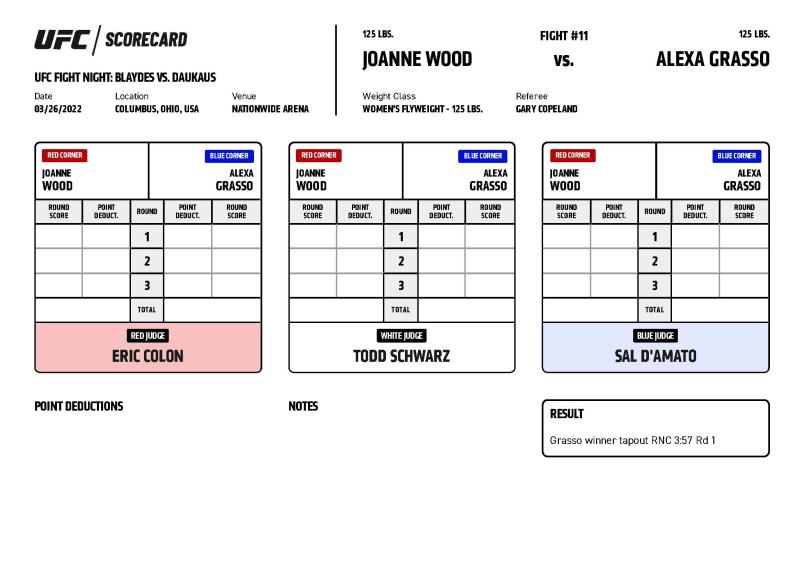 UFC / SCORECARD
UFC FIGHT NIGHT: BLAYDES VS. DAUKAUS
Date Location Venue
03/26/2022 COLUMBUS, OHIO, USA NATIONWIDE ARENA
125 LBS. FIGHT #11 125 LBS.
JOANNE WOOD VS. ALEXA GRASSO
Weight Class Referee
WOMEN'S FLYWEIGHT - 125 LBS. GARY COPELAND
RED CORNER BLUE CORNER
JOANNE ALEXA
WOOD GRASSO
ROUND SCORE POINT DEDUCT. ROUND POINT DEDUCT. ROUND SCORE
1
2
3
TOTAL
RED JUDGE
ERIC COLON
RED CORNER BLUE CORNER
JOANNE ALEXA
WOOD GRASSO
ROUND SCORE POINT DEDUCT. ROUND POINT DEDUCT. ROUND SCORE
1
2
3
TOTAL
WHITE JUDGE
TODD SCHWARZ
RED CORNER BLUE CORNER
JOANNE ALEXA
WOOD GRASSO
ROUND SCORE POINT DEDUCT. ROUND POINT DEDUCT. ROUND SCORE
1
2
3
TOTAL
BLUE JUDGE
SAL D'AMATO
POINT DEDUCTIONS
NOTES
RESULT
Grasso winner tapout RNC 3:57 Rd 1